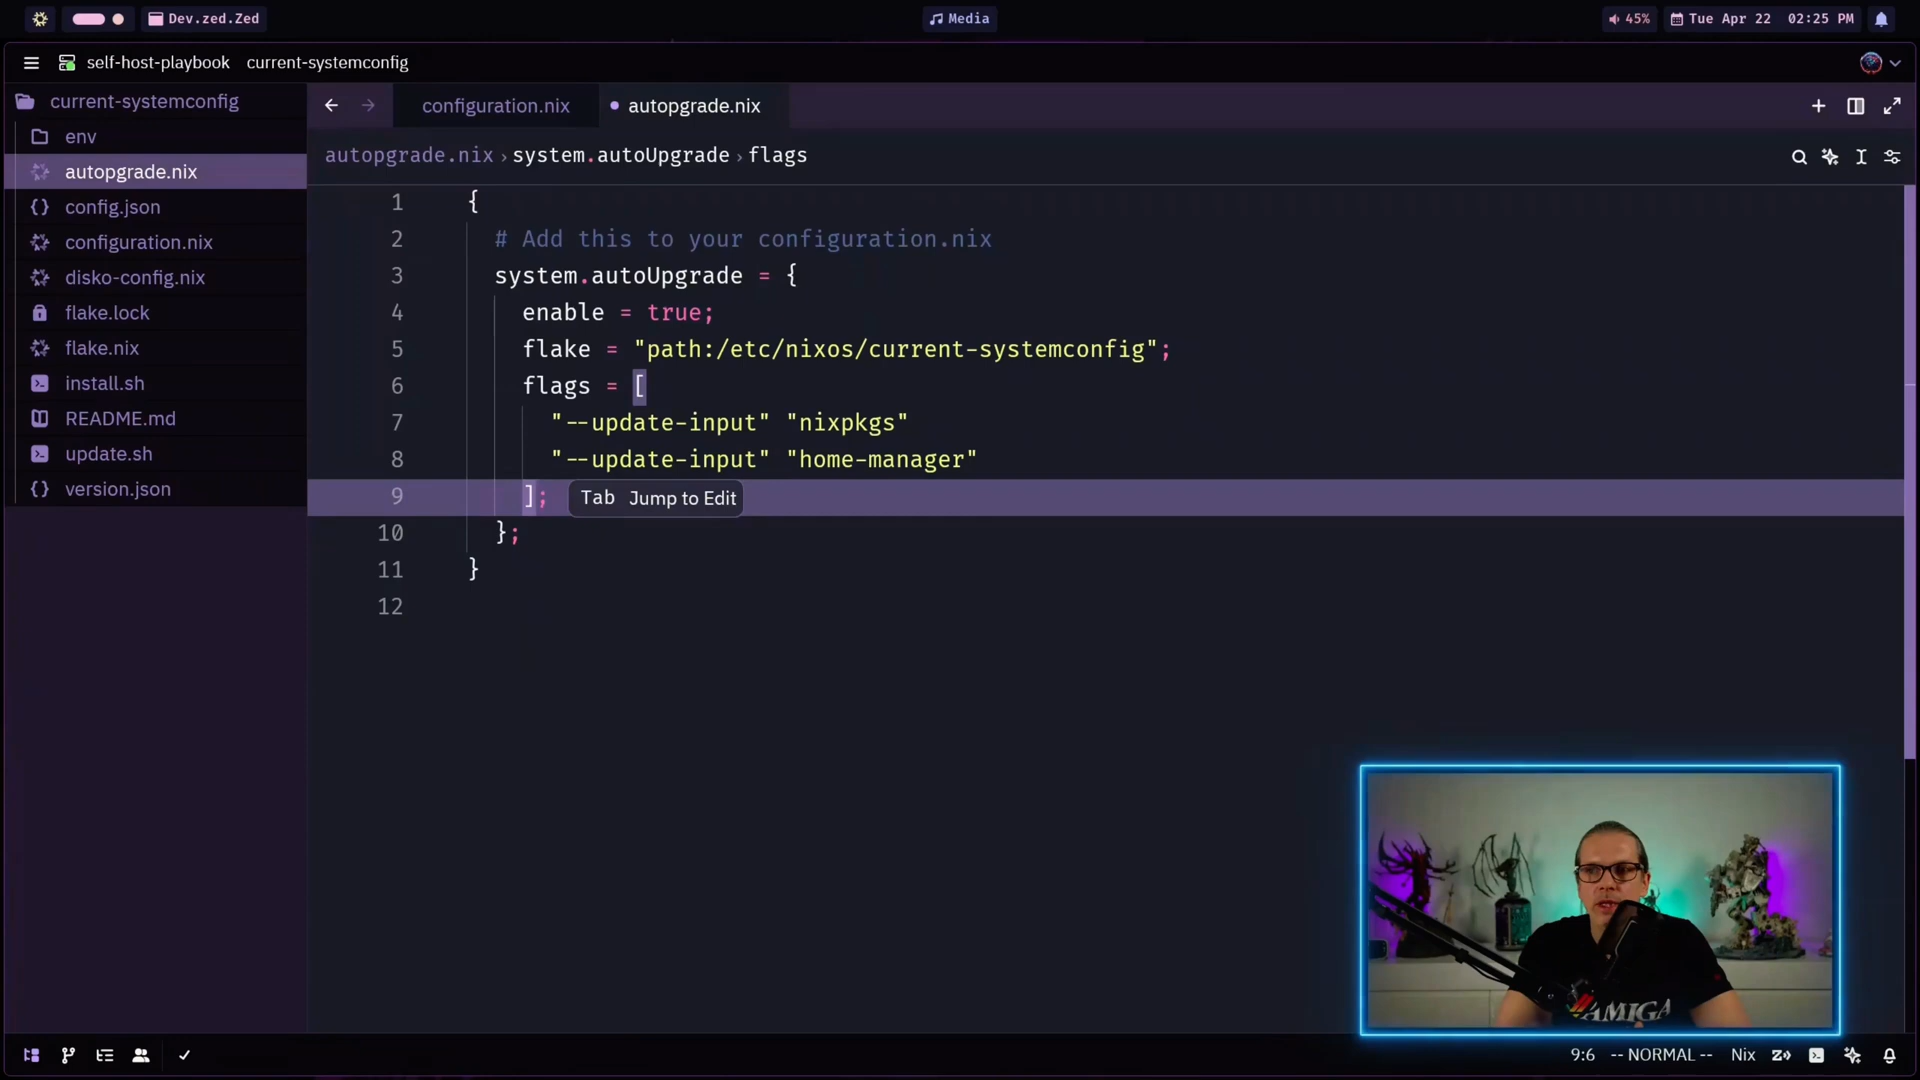 Dev.zed.Zed
Media
45%
Tue Apr 22 02:25 PM
self-host-playbook current-systemconfig
current-systemconfig
env
autopgrade.nix
config.json
configuration.nix
disko-config.nix
flake.lock
flake.nix
install.sh
README.md
update.sh
version.json
configuration.nix
autopgrade.nix
autopgrade.nix › system.autoUpgrade › flags
1 {
2 # Add this to your configuration.nix
3 system.autoUpgrade = {
4 enable = true;
5 flake = "path:/etc/nixos/current-systemconfig";
6 flags = [
7 "--update-input" "nixpkgs"
8 "--update-input" "home-manager"
9 ]; Tab Jump to Edit
10 };
11 }
12
AMIGA
9:6 -- NORMAL -- Nix